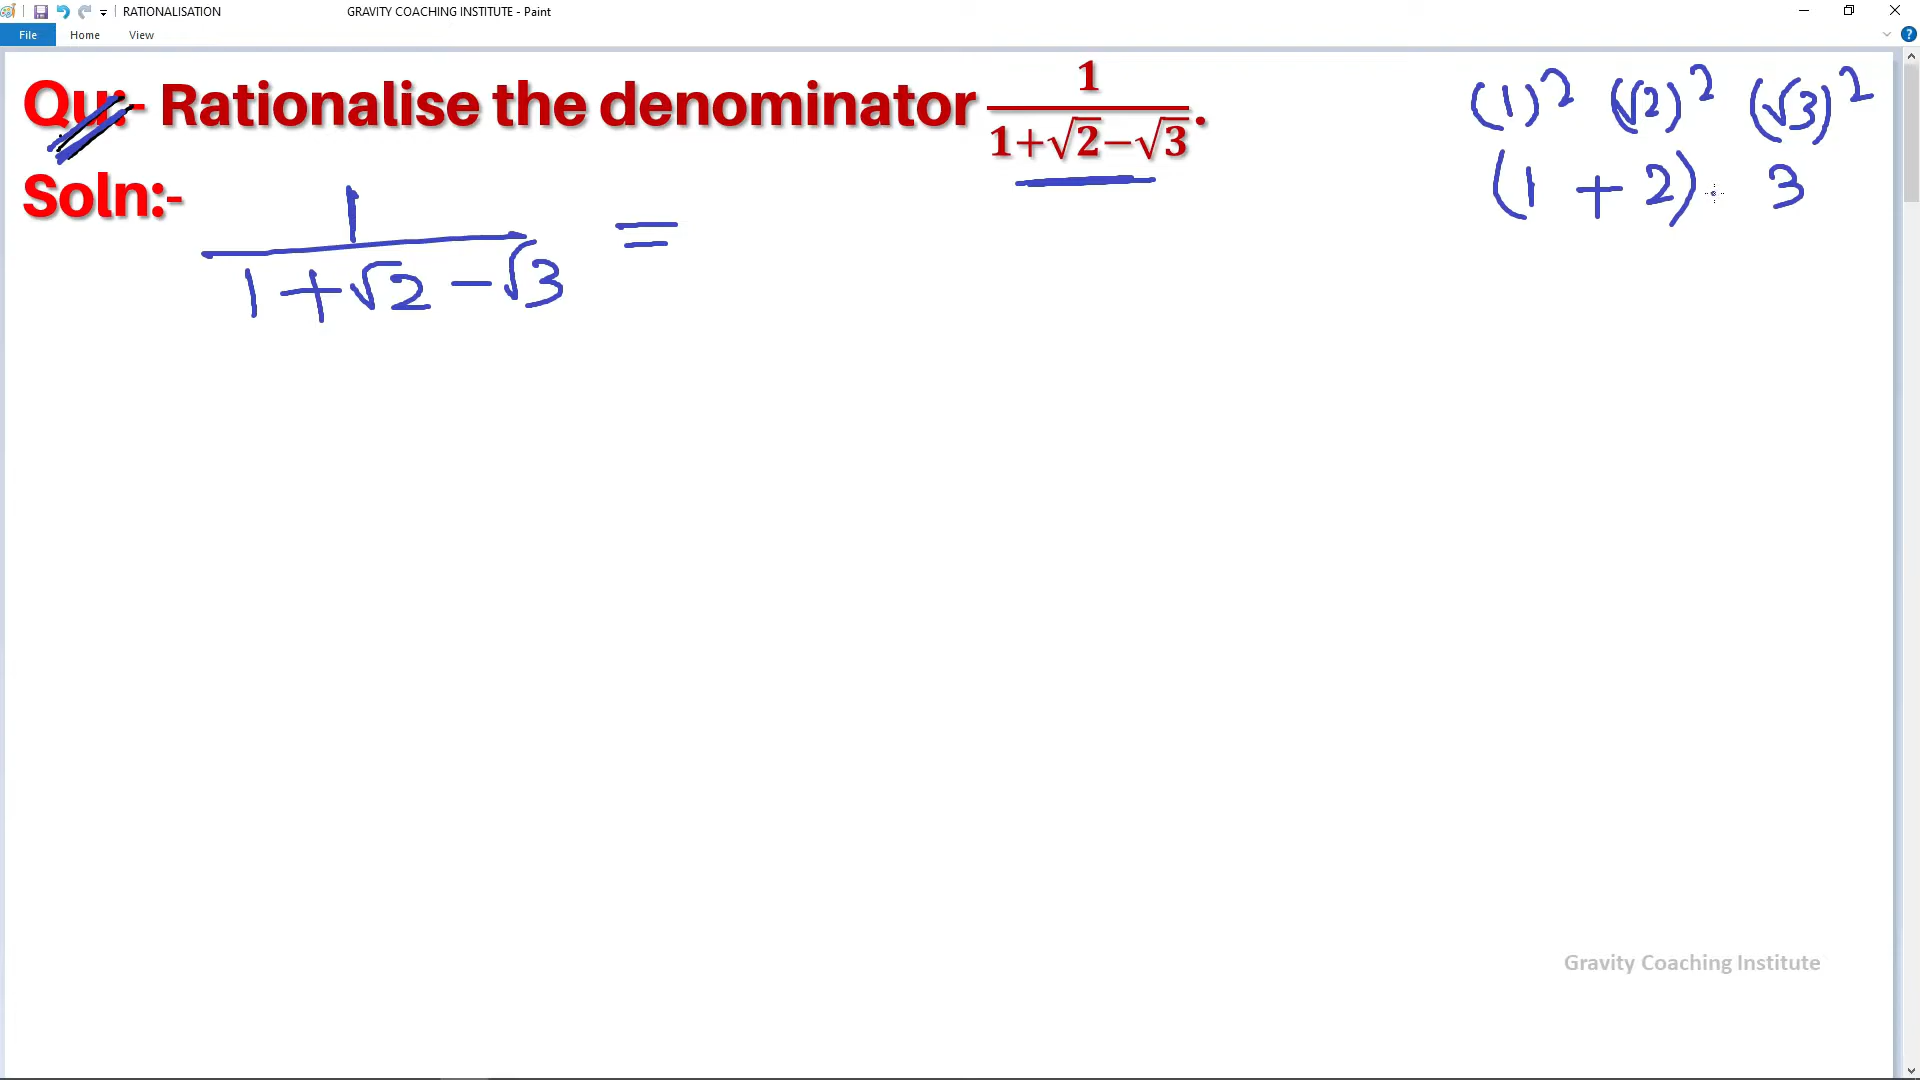 RATIONALISATION GRAVITY COACHING INSTITUTE - Paint
File Home View
Qu:- Rationalise the denominator 1/(1+√2−√3).
(1)² (√2)² (√3)²
(1 + 2) 3
Soln:-
1/(1+√2−√3) =
Gravity Coaching Institute